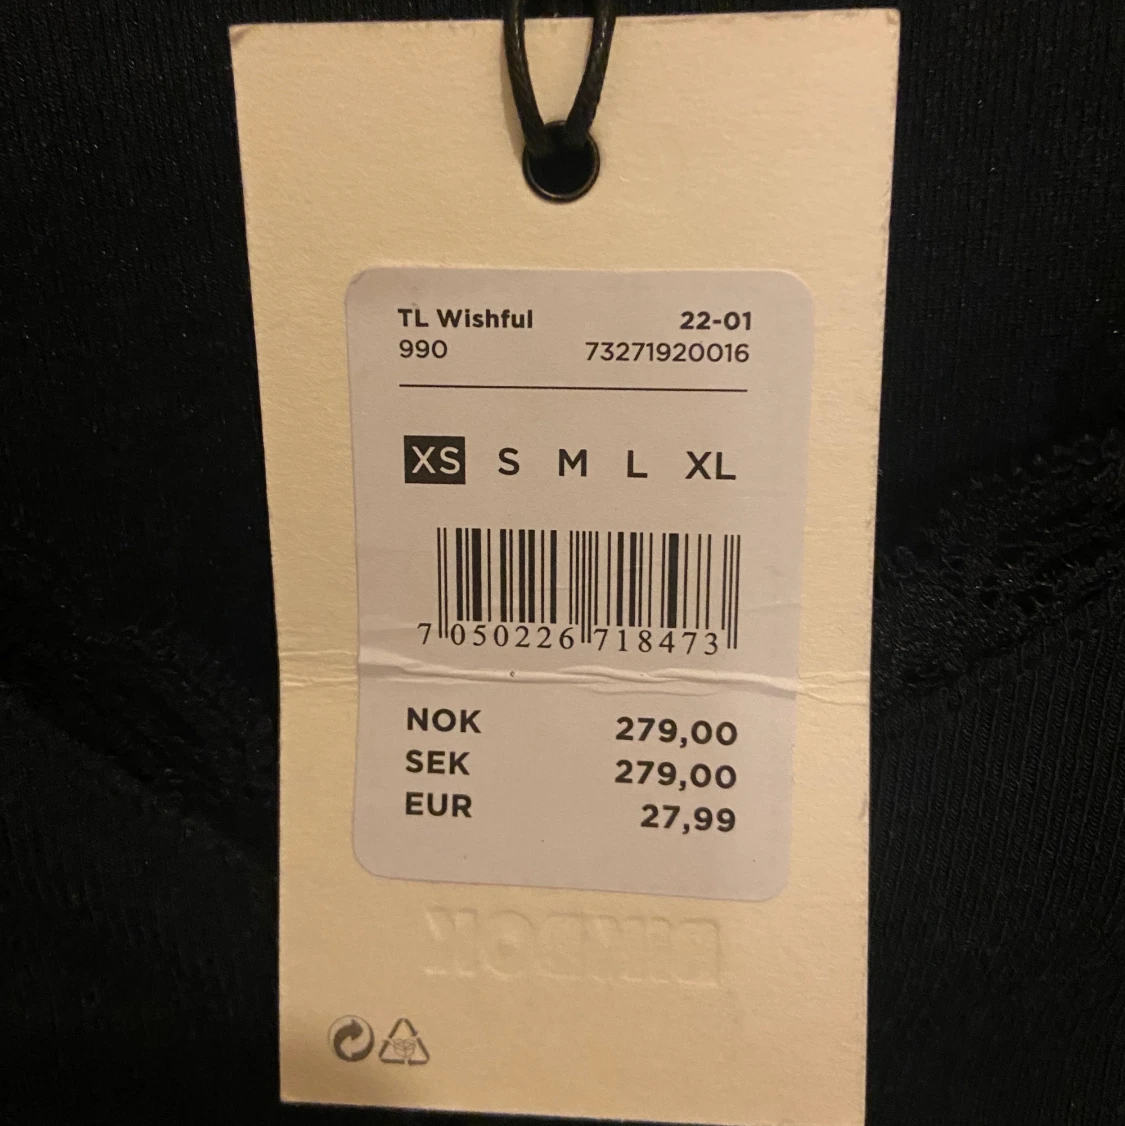 TL Wishful 22-01
990 73271920016
XS S M L XL
7 050226 718473
NOK 279,00
SEK 279,00
EUR 27,99
BIKBOK